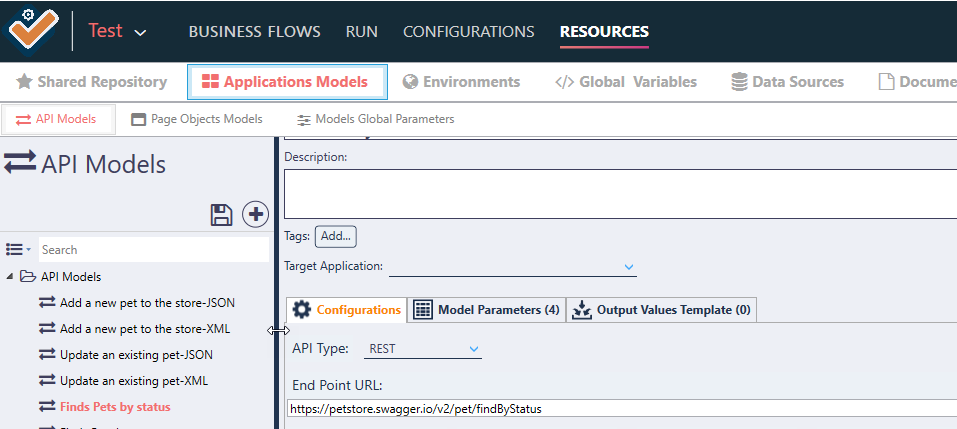 Test
BUSINESS FLOWS
RUN
CONFIGURATIONS
RESOURCES
Shared Repository
Applications Models
Environments
</> Global Variables
Data Sources
Docume
API Models
Page Objects Models
Models Global Parameters
API Models
Search
API Models
Add a new pet to the store-JSON
Add a new pet to the store-XML
Update an existing pet-JSON
Update an existing pet-XML
Finds Pets by status
Description:
Tags: Add...
Target Application:
Configurations
Model Parameters (4)
Output Values Template (0)
API Type: REST
End Point URL:
https://petstore.swagger.io/v2/pet/findByStatus